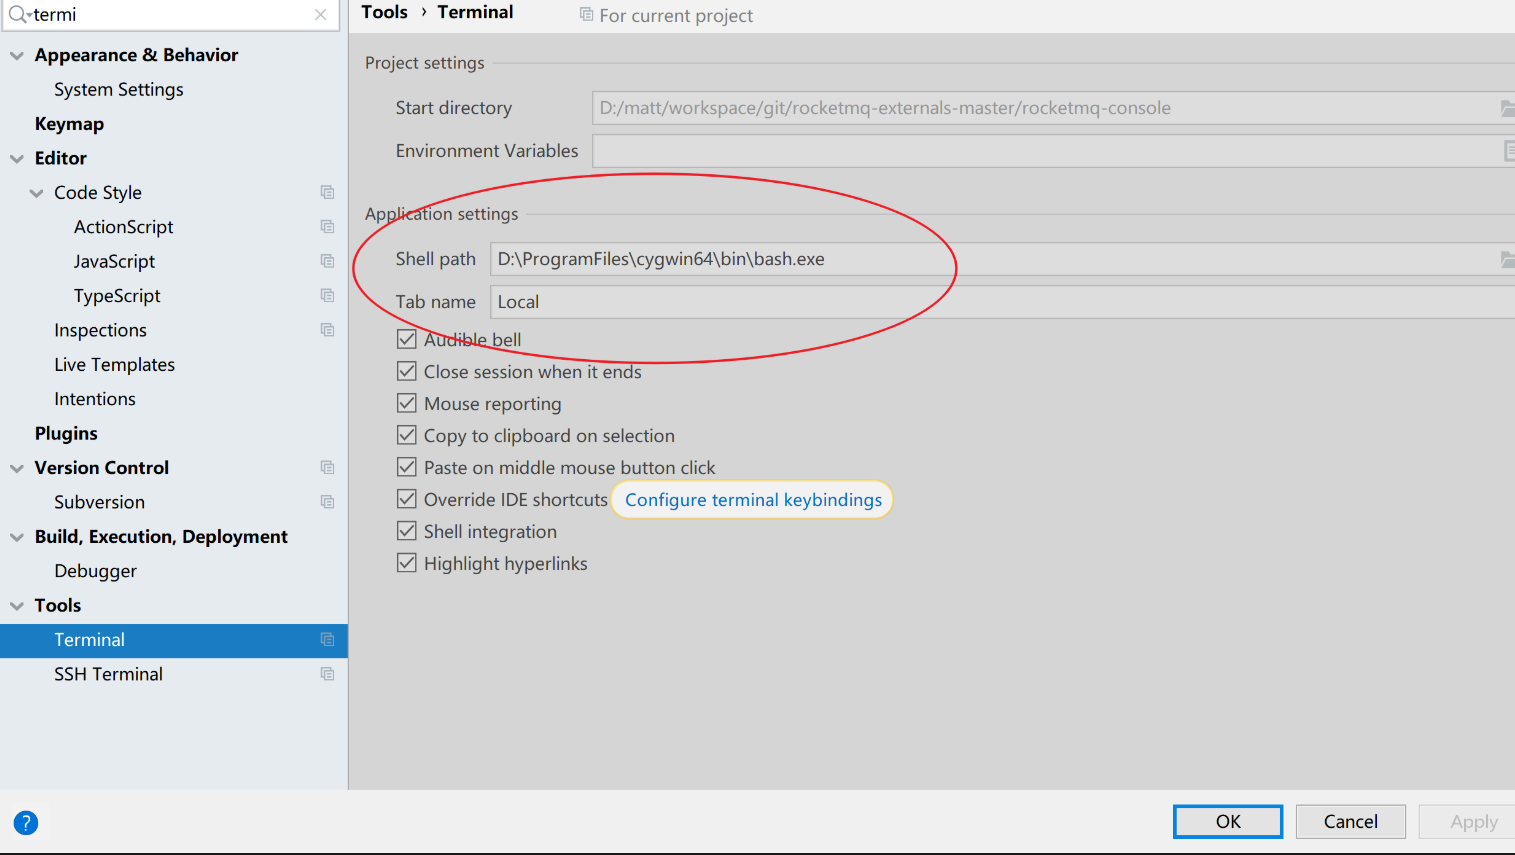 termi
Appearance & Behavior
System Settings
Keymap
Editor
Code Style
ActionScript
JavaScript
TypeScript
Inspections
Live Templates
Intentions
Plugins
Version Control
Subversion
Build, Execution, Deployment
Debugger
Tools
Terminal
SSH Terminal
?
Tools › Terminal For current project
Project settings
Start directory D:/matt/workspace/git/rocketmq-externals-master/rocketmq-console
Environment Variables
Application settings
Shell path D:\ProgramFiles\cygwin64\bin\bash.exe
Tab name Local
Audible bell
Close session when it ends
Mouse reporting
Copy to clipboard on selection
Paste on middle mouse button click
Override IDE shortcuts Configure terminal keybindings
Shell integration
Highlight hyperlinks
OK Cancel Apply